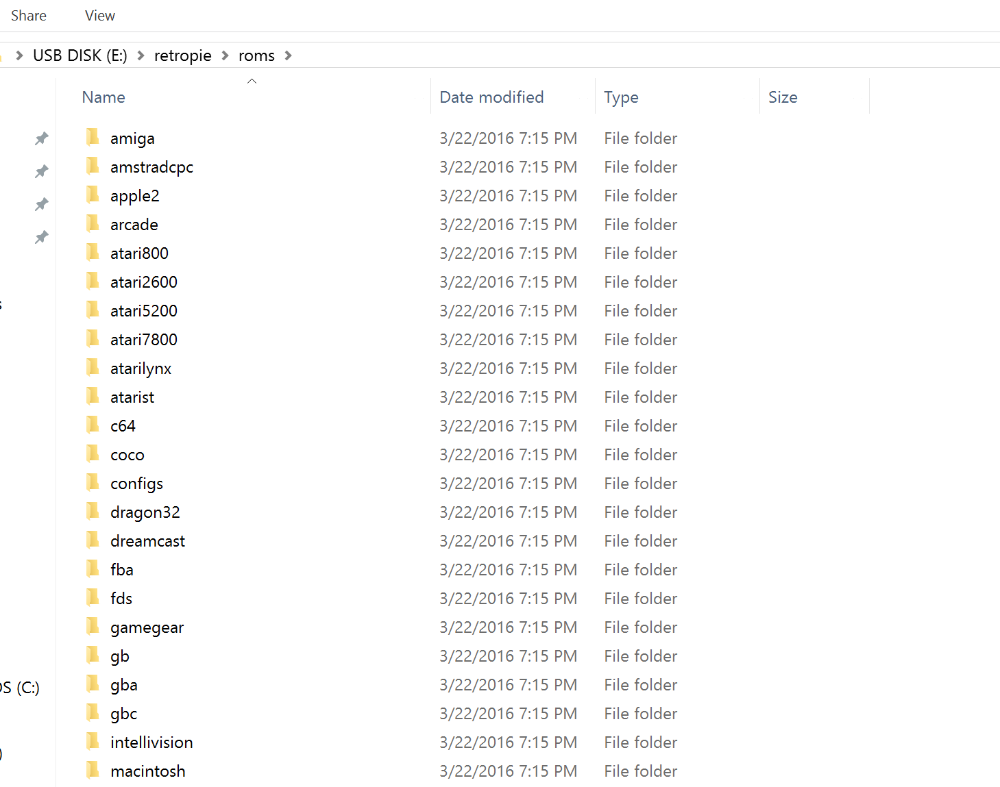 Share View
USB DISK (E:) retropie roms
Name Date modified Type Size
amiga 3/22/2016 7:15 PM File folder
amstradcpc 3/22/2016 7:15 PM File folder
apple2 3/22/2016 7:15 PM File folder
arcade 3/22/2016 7:15 PM File folder
atari800 3/22/2016 7:15 PM File folder
atari2600 3/22/2016 7:15 PM File folder
atari5200 3/22/2016 7:15 PM File folder
atari7800 3/22/2016 7:15 PM File folder
atarilynx 3/22/2016 7:15 PM File folder
atarist 3/22/2016 7:15 PM File folder
c64 3/22/2016 7:15 PM File folder
coco 3/22/2016 7:15 PM File folder
configs 3/22/2016 7:15 PM File folder
dragon32 3/22/2016 7:15 PM File folder
dreamcast 3/22/2016 7:15 PM File folder
fba 3/22/2016 7:15 PM File folder
fds 3/22/2016 7:15 PM File folder
gamegear 3/22/2016 7:15 PM File folder
gb 3/22/2016 7:15 PM File folder
(C:) gba 3/22/2016 7:15 PM File folder
gbc 3/22/2016 7:15 PM File folder
intellivision 3/22/2016 7:15 PM File folder
macintosh 3/22/2016 7:15 PM File folder